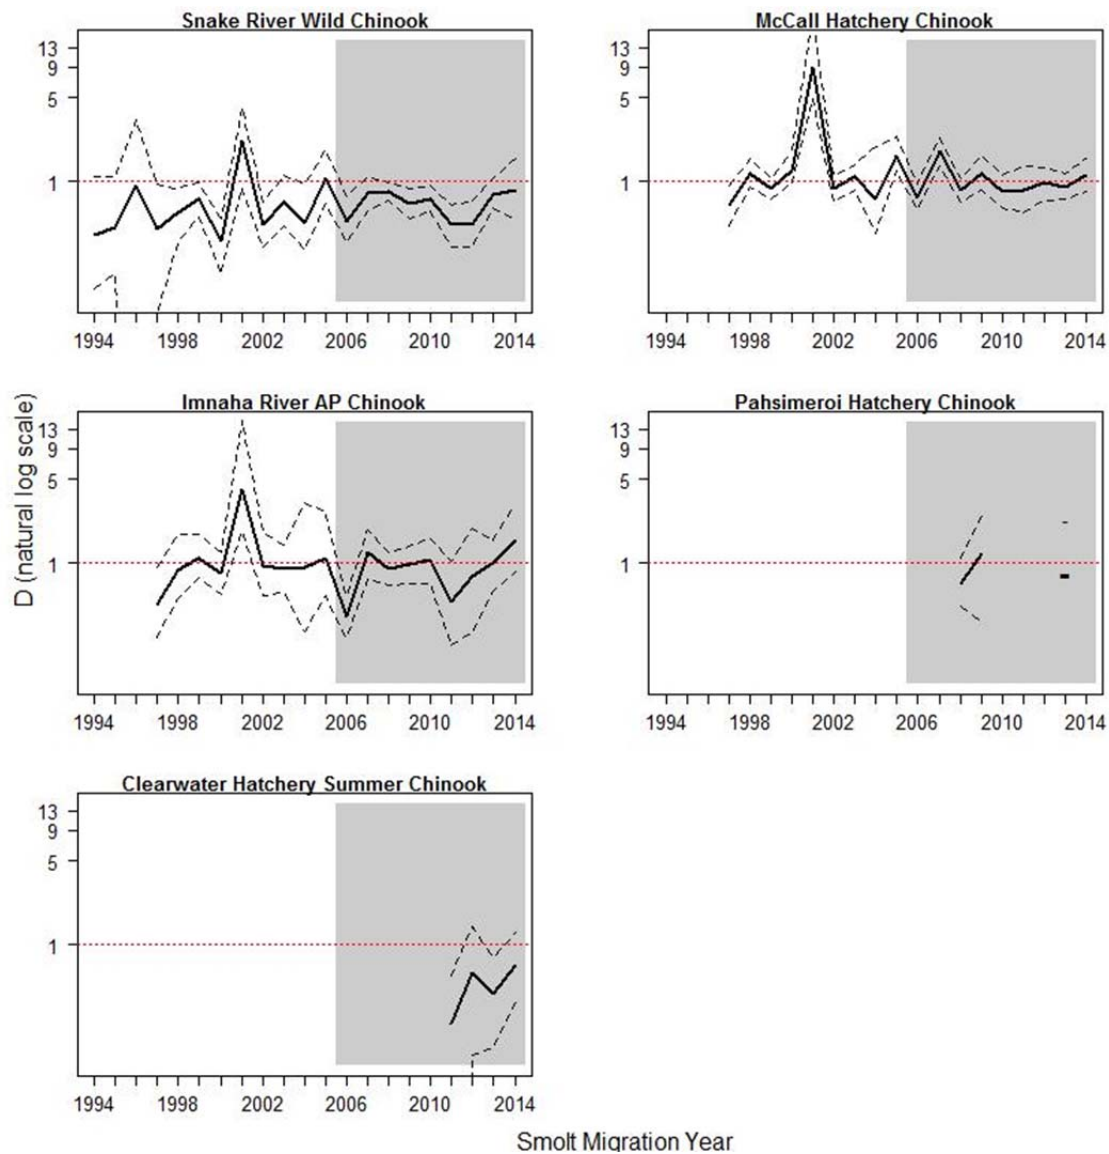 Snake River Wild Chinook
13
9
5
1
1994 1998 2002 2006 2010 2014
McCall Hatchery Chinook
13
9
5
1
1994 1998 2002 2006 2010 2014
D (natural log scale)
Imnaha River AP Chinook
13
9
5
1
1994 1998 2002 2006 2010 2014
Pahsimeroi Hatchery Chinook
13
9
5
1
1994 1998 2002 2006 2010 2014
Clearwater Hatchery Summer Chinook
13
9
5
1
1994 1998 2002 2006 2010 2014
Smolt Migration Year